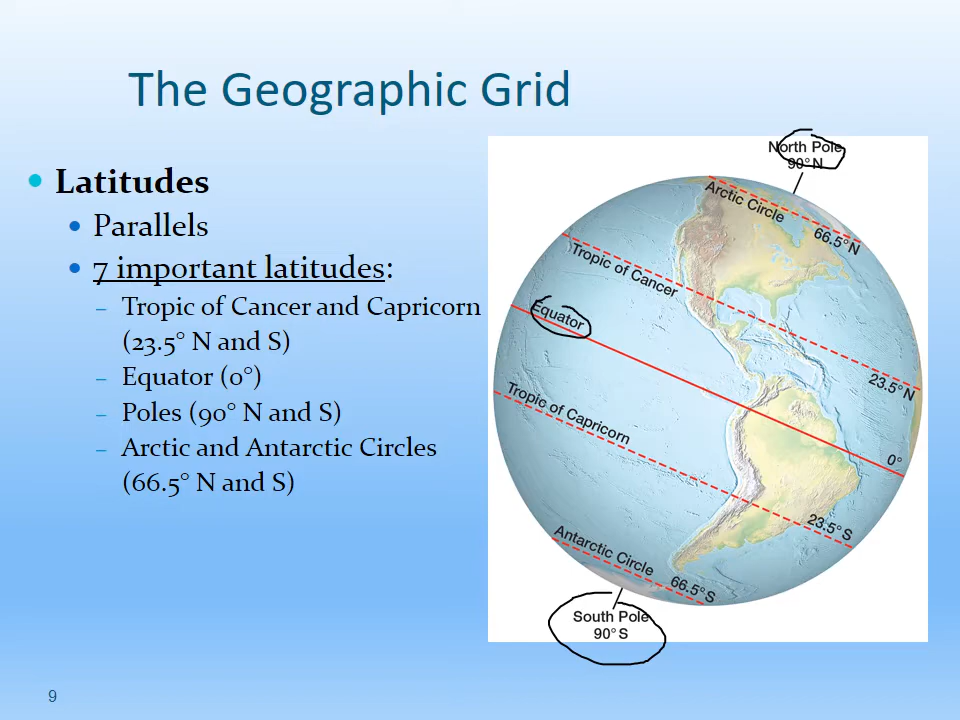 The Geographic Grid
• Latitudes
• Parallels
• 7 important latitudes:
– Tropic of Cancer and Capricorn
(23.5° N and S)
– Equator (0°)
– Poles (90° N and S)
– Arctic and Antarctic Circles
(66.5° N and S)
North Pole
90°N
Arctic Circle
66.5°N
Tropic of Cancer
23.5°N
Equator
0°
Tropic of Capricorn
23.5°S
Antarctic Circle
66.5°S
South Pole
90°S
9